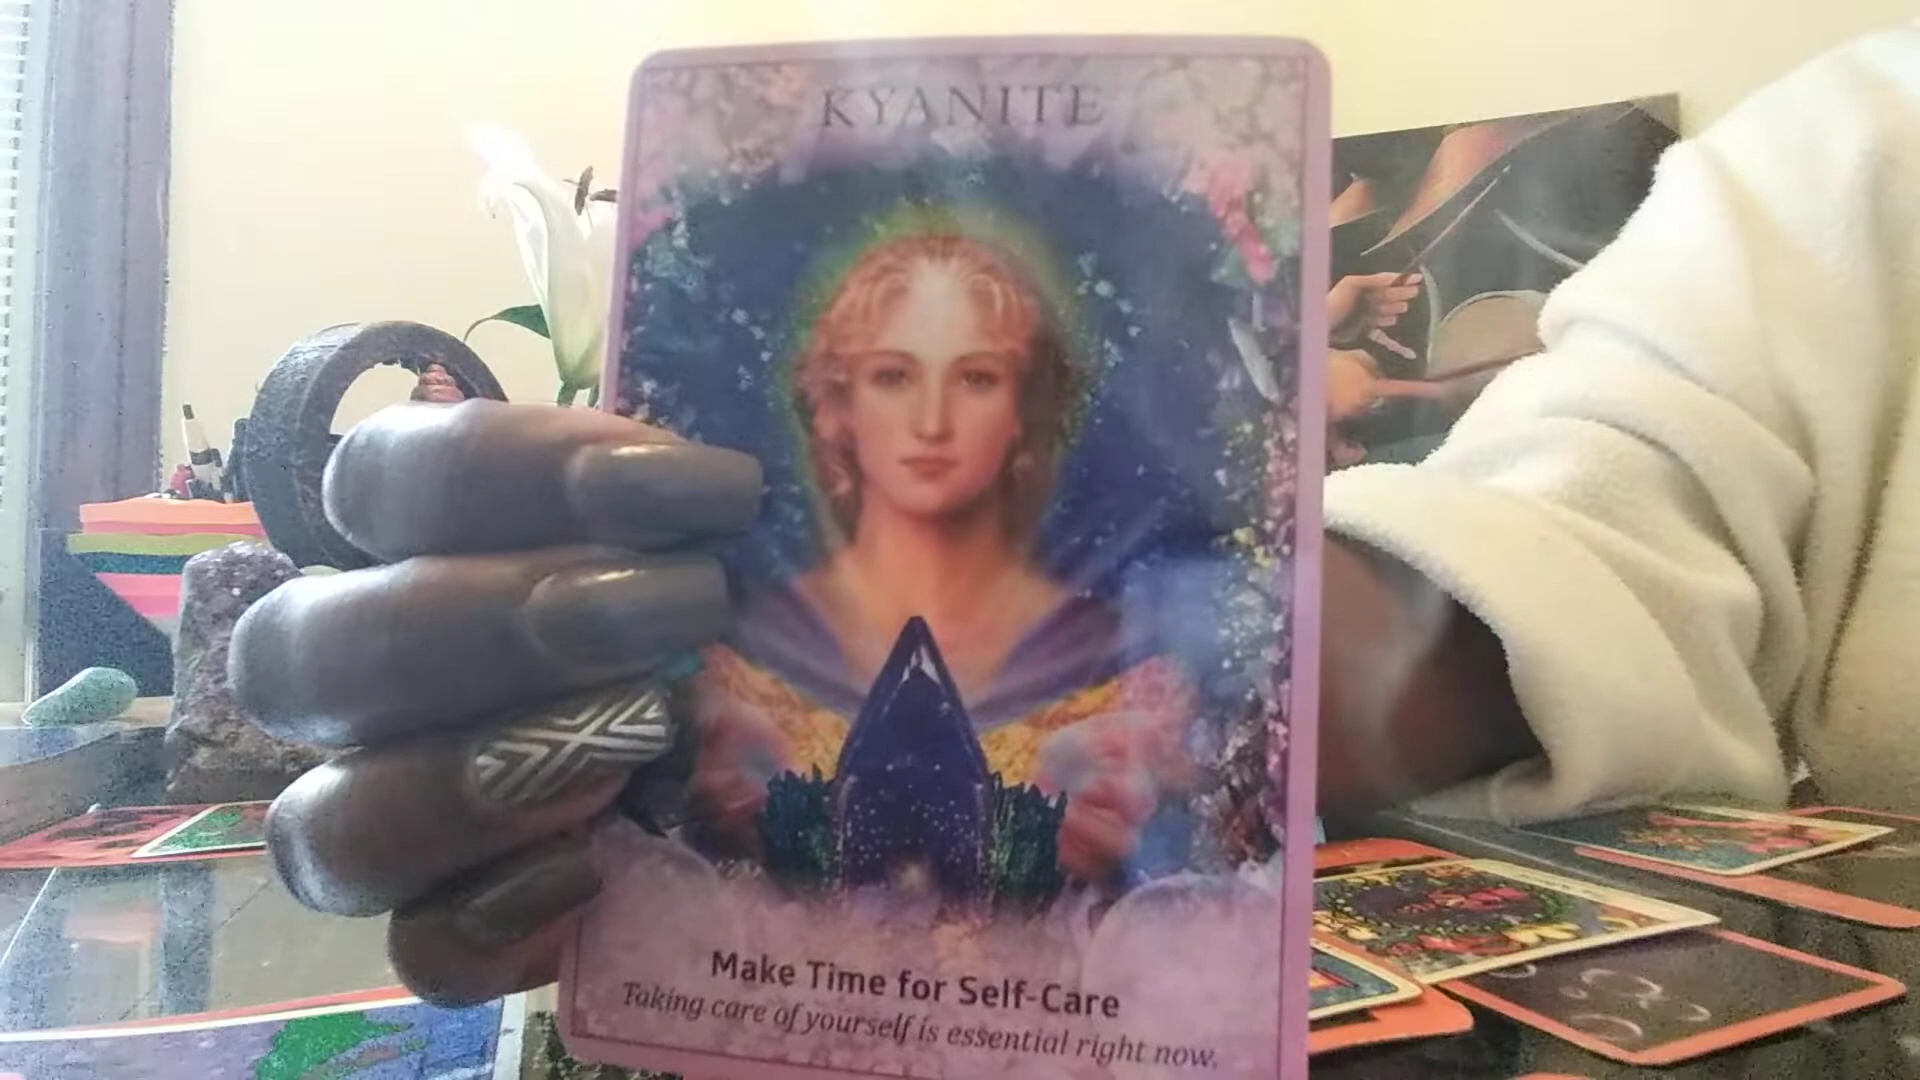 KYANITE
Make Time for Self-Care
Taking care of yourself is essential right now.